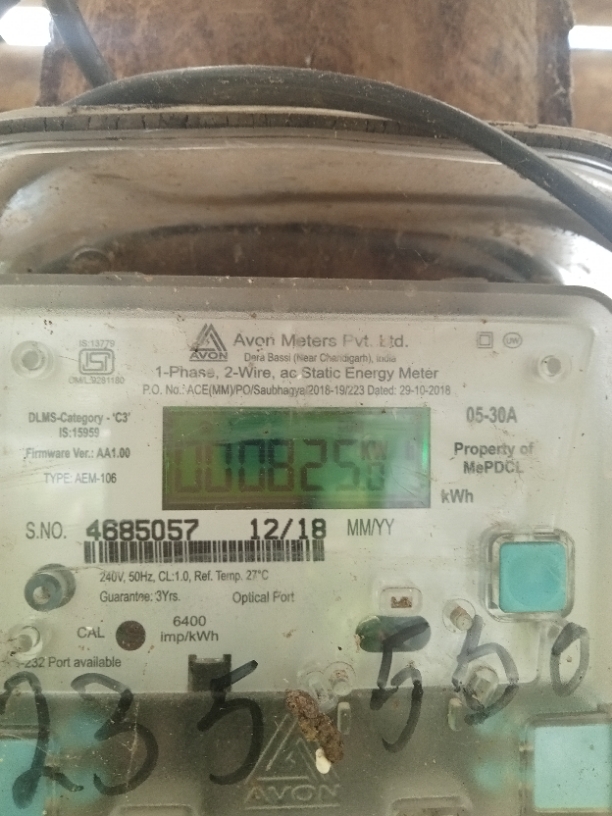 Avon Meters Pvt. Ltd.
AVON
Dera Bassi (Near Chandigarh), India
IS:13779
ISI
1-Phase, 2-Wire, ac Static Energy Meter
P.O. No.: ACE(MM)/PO/Saubhagya/2018-19/223 Dated: 29-10-2018
DLMS-Category - 'C3'
IS:15959
Firmware Ver.: AA1.00
TYPE: AEM-106
05-30A
Property of
MePDCL
kWh
S.NO. 4685057 12/18 MM/YY
240V, 50Hz, CL:1.0, Ref. Temp. 27°C
Guarantee: 3Yrs. Optical Port
CAL 6400
imp/kWh
-232 Port available
235 550
AVON